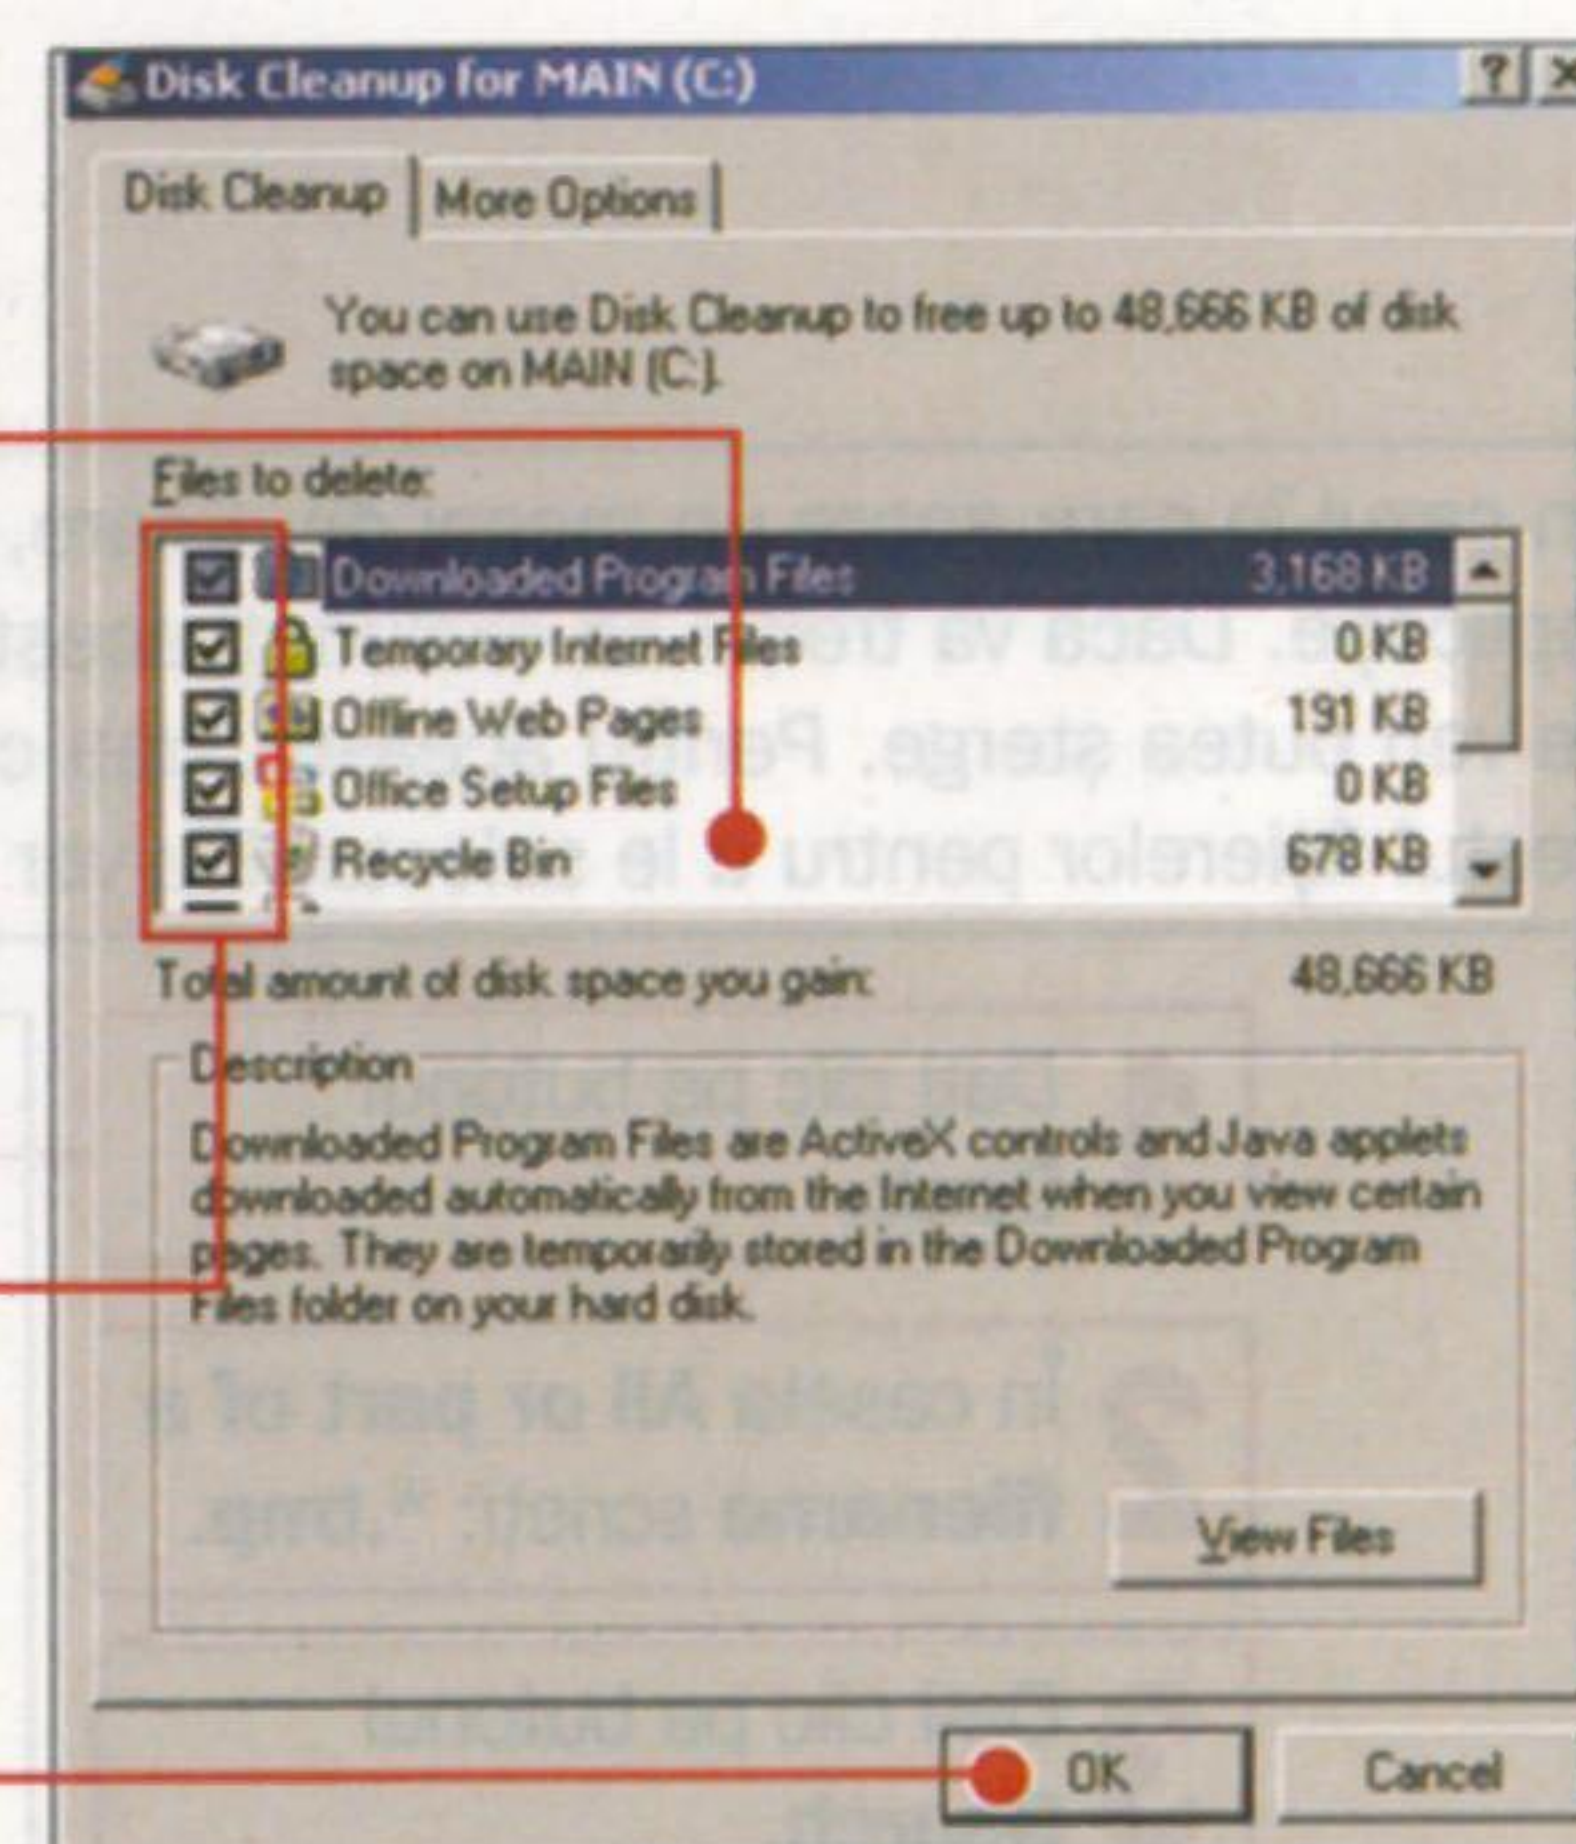 Disk Cleanup for MAIN (C:)
Disk Cleanup
More Options
You can use Disk Cleanup to free up to 48,666 KB of disk
space on MAIN (C:).
Files to delete:
Downloaded Program Files 3,168 KB
Temporary Internet Files 0 KB
Offline Web Pages 191 KB
Office Setup Files 0 KB
Recycle Bin 678 KB
Total amount of disk space you gain: 48,666 KB
Description
Downloaded Program Files are ActiveX controls and Java applets
downloaded automatically from the Internet when you view certain
pages. They are temporarily stored in the Downloaded Program
Files folder on your hard disk.
View Files
OK
Cancel